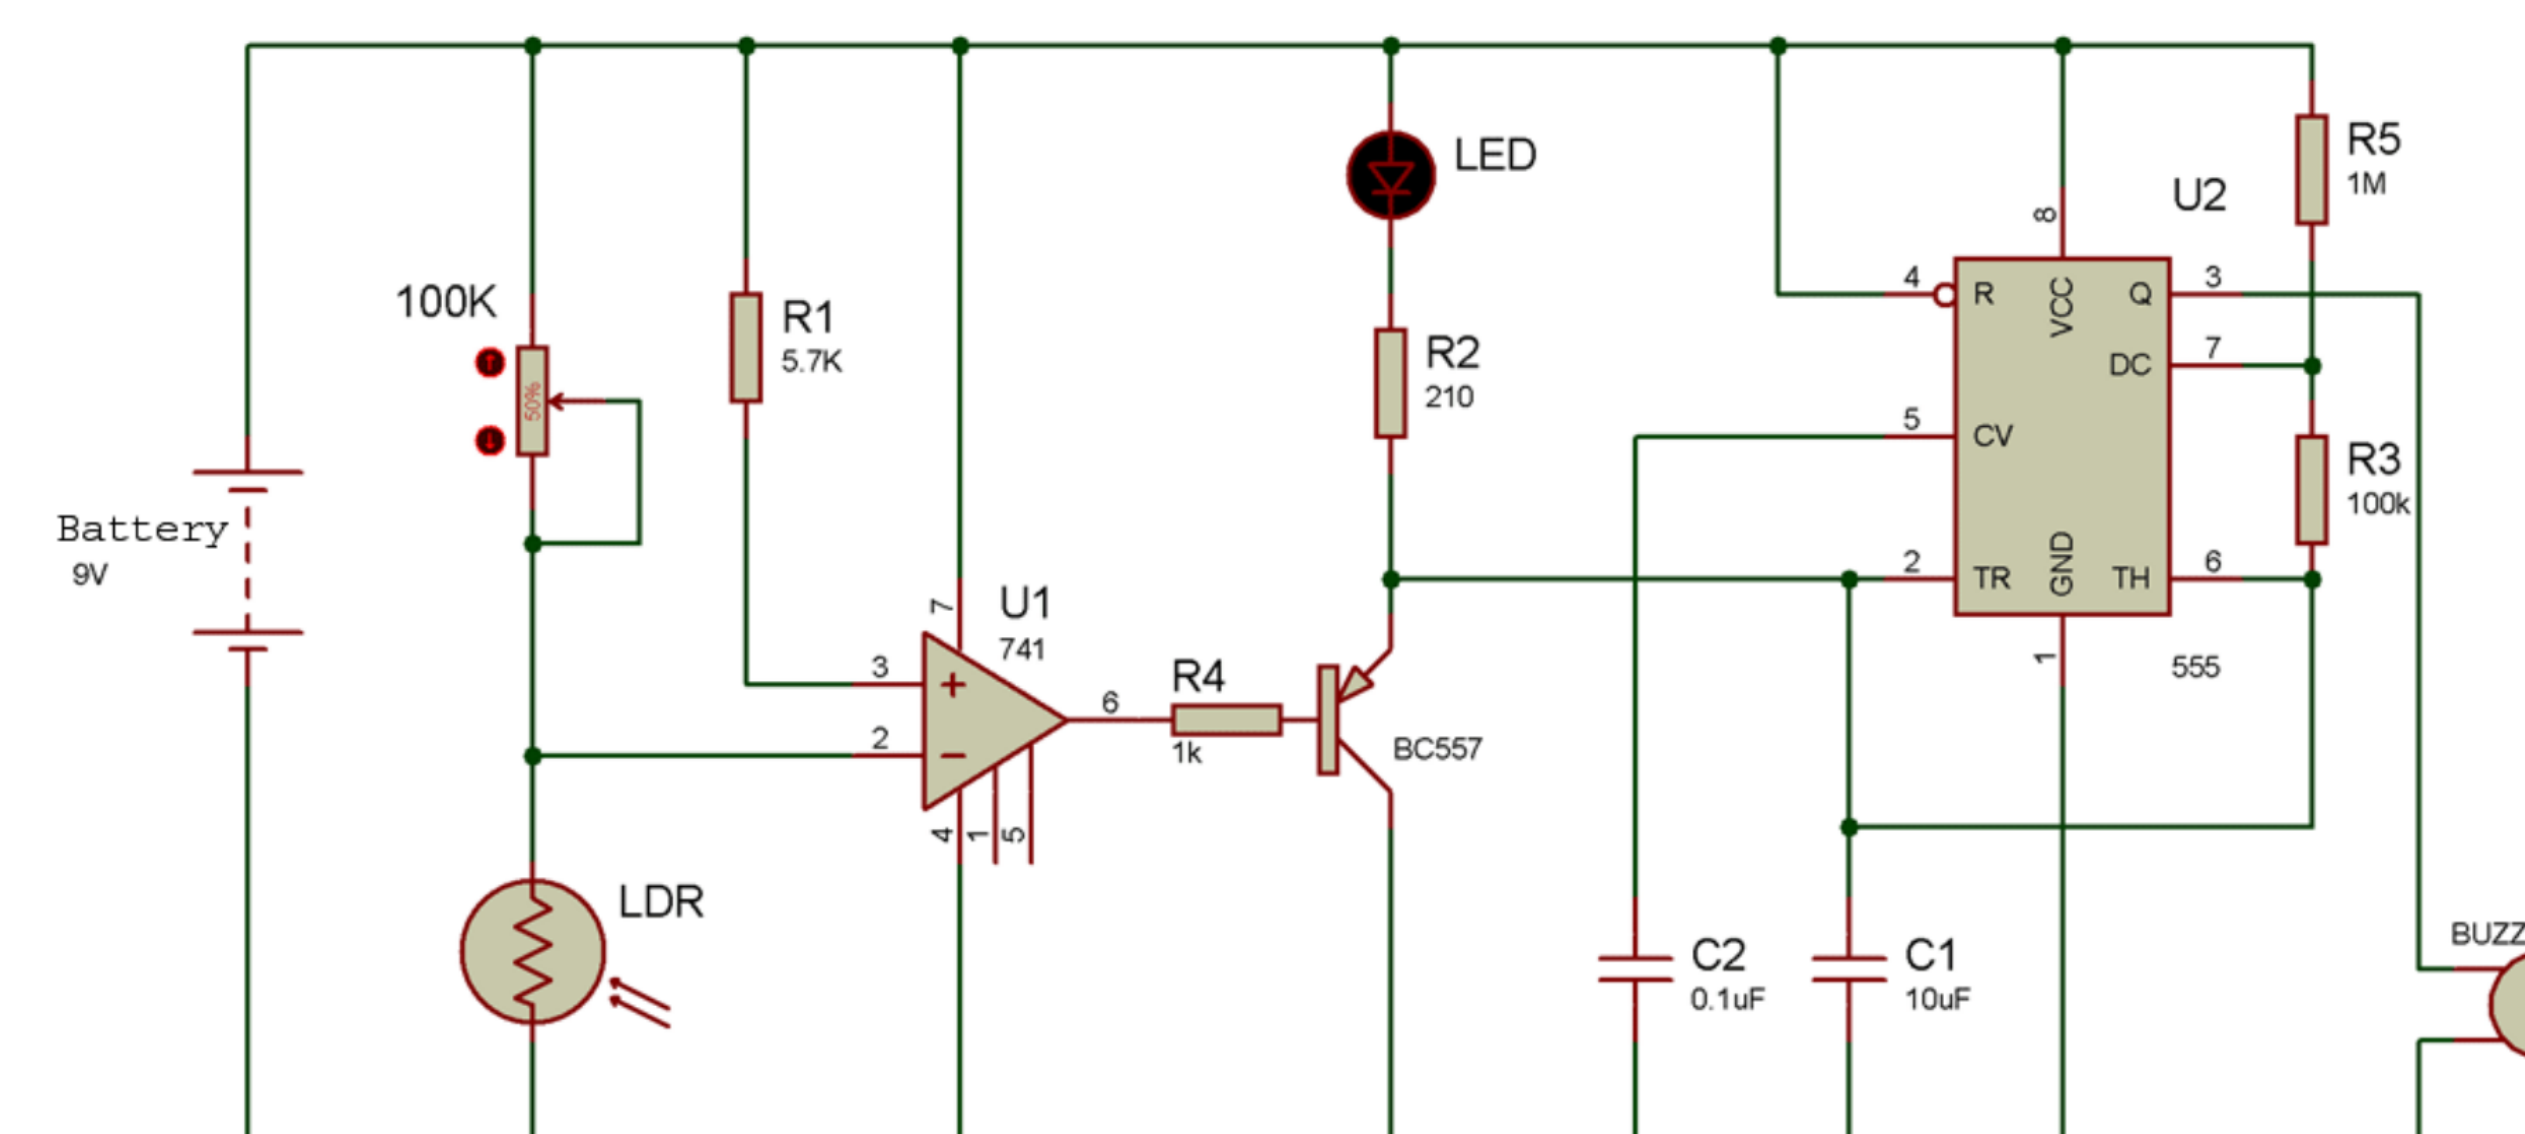 LED
R5
1M
U2
8
100K
50%
R1
5.7K
4
R
VCC
Q
3
R2
210
DC
7
5
CV
R3
100k
Battery
9V
2
TR
GND
TH
6
7
U1
741
1
555
3
+
6
R4
1k
BC557
2
−
4
1
5
LDR
C2
0.1uF
C1
10uF
BUZZ